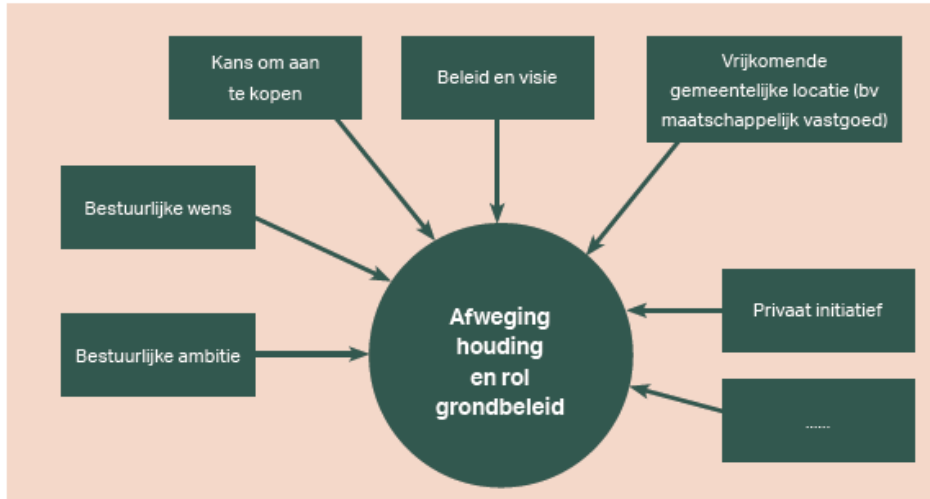 Kans om aan
te kopen
Beleid en visie
Vrijkomende
gemeentelijke locatie (bv
maatschappelijk vastgoed)
Bestuurlijke wens
Bestuurlijke ambitie
Afweging
houding
en rol
grondbeleid
Privaat initiatief
......